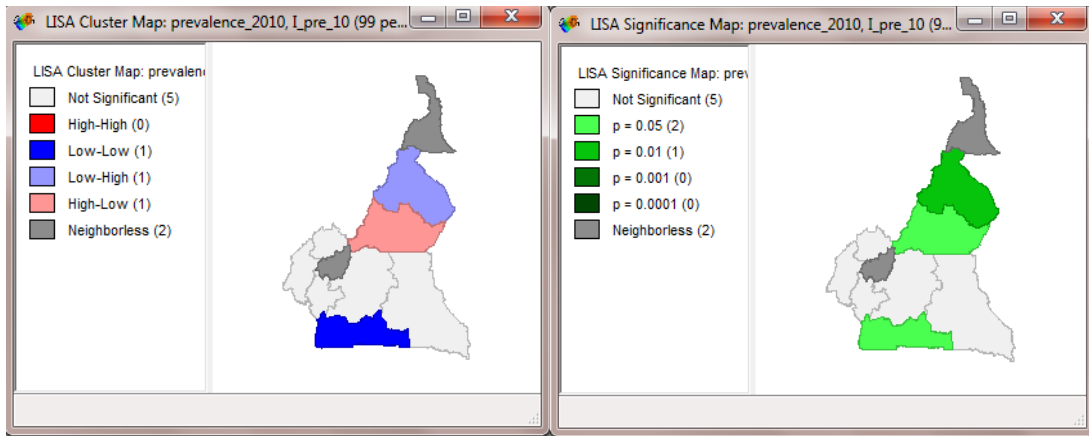 LISA Cluster Map: prevalence_2010, I_pre_10 (99 pe...
LISA Cluster Map: prevalen
Not Significant (5)
High-High (0)
Low-Low (1)
Low-High (1)
High-Low (1)
Neighborless (2)
LISA Significance Map: prevalence_2010, I_pre_10 (9...
LISA Significance Map: prev
Not Significant (5)
p = 0.05 (2)
p = 0.01 (1)
p = 0.001 (0)
p = 0.0001 (0)
Neighborless (2)